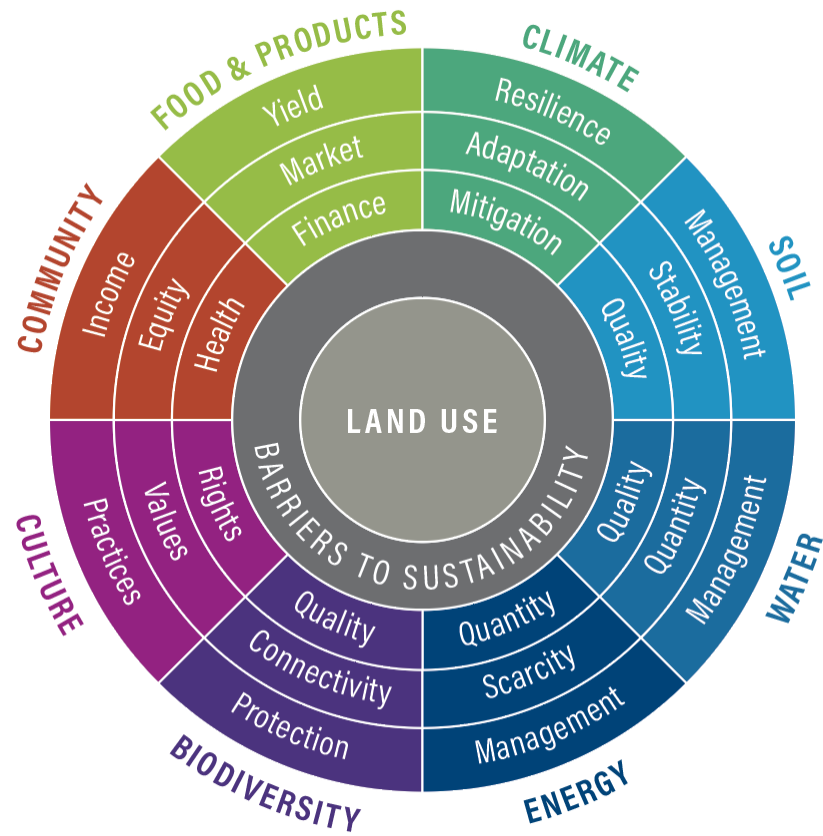 FOOD & PRODUCTS
Yield
Market
Finance
CLIMATE
Resilience
Adaptation
Mitigation
SOIL
Management
Stability
Quality
WATER
Management
Quantity
Quality
ENERGY
Quantity
Scarcity
Management
BIODIVERSITY
Quality
Connectivity
Protection
CULTURE
Practices
Values
Rights
COMMUNITY
Income
Equity
Health
LAND USE
BARRIERS TO SUSTAINABILITY